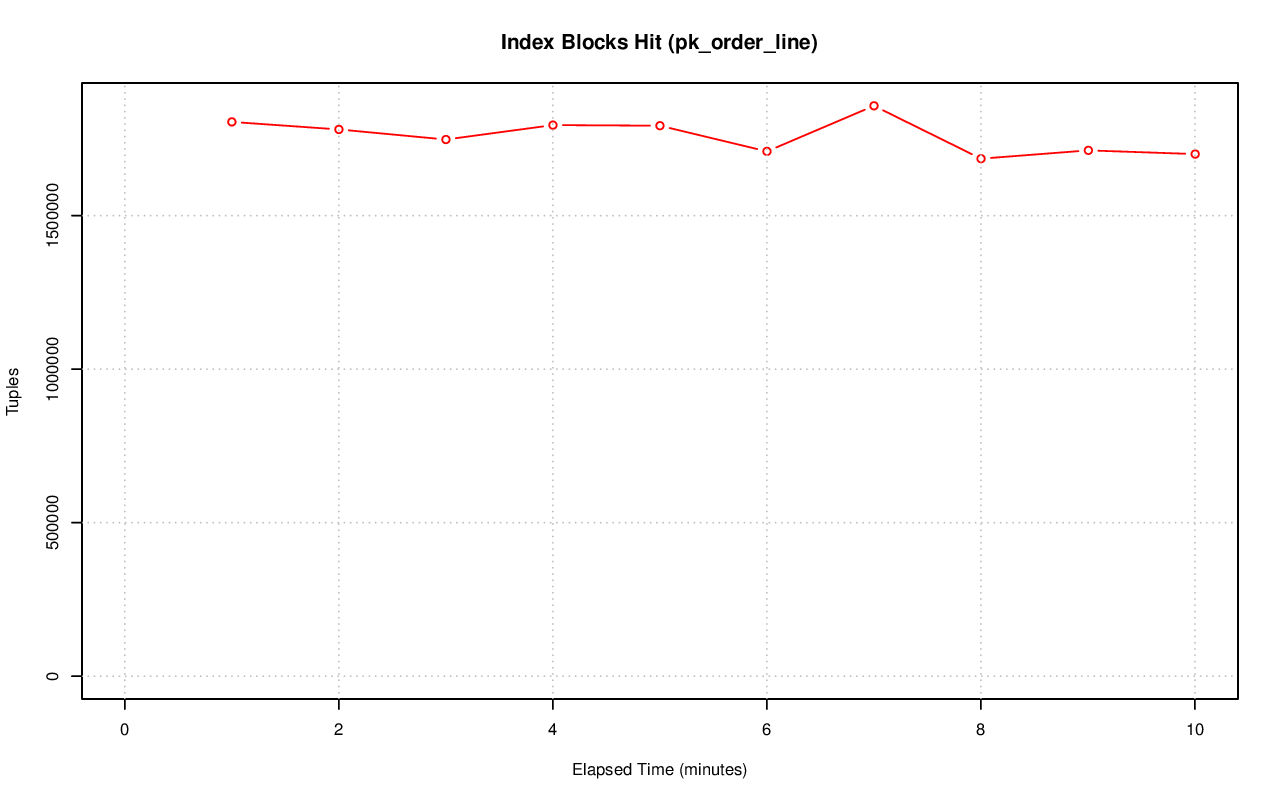 Index Blocks Hit (pk_order_line)
Tuples
1500000
1000000
500000
0
0 2 4 6 8 10
Elapsed Time (minutes)